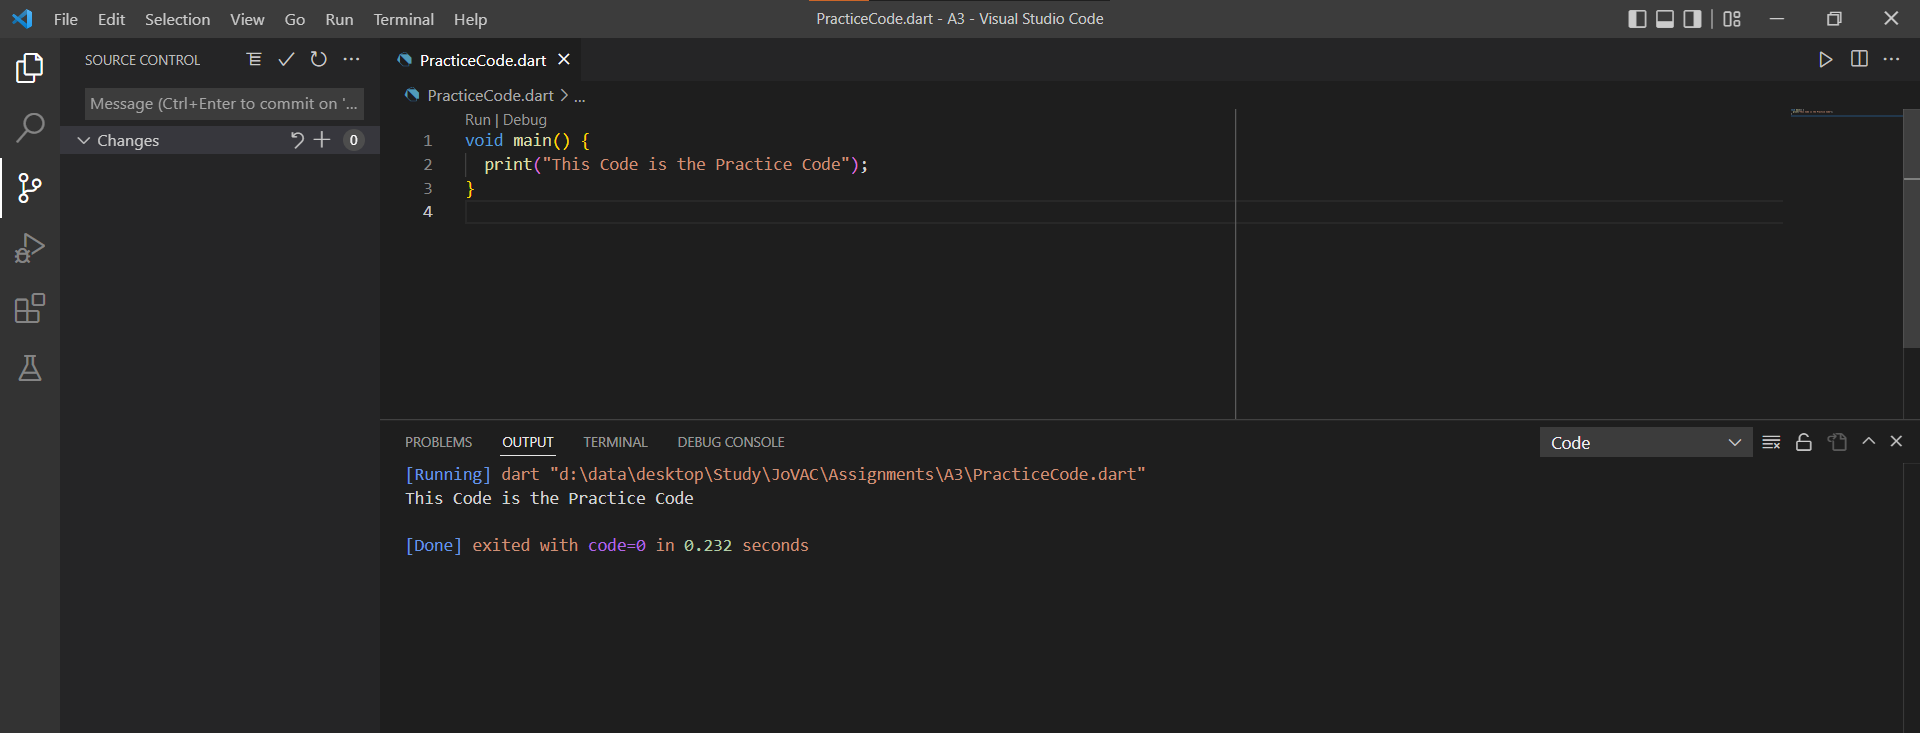 File Edit Selection View Go Run Terminal Help
PracticeCode.dart - A3 - Visual Studio Code
SOURCE CONTROL
Message (Ctrl+Enter to commit on '...
Changes 0
PracticeCode.dart
PracticeCode.dart > ...
Run | Debug
1 void main() {
2 print("This Code is the Practice Code");
3 }
4
PROBLEMS OUTPUT TERMINAL DEBUG CONSOLE
Code
[Running] dart "d:\data\desktop\Study\JoVAC\Assignments\A3\PracticeCode.dart"
This Code is the Practice Code
[Done] exited with code=0 in 0.232 seconds